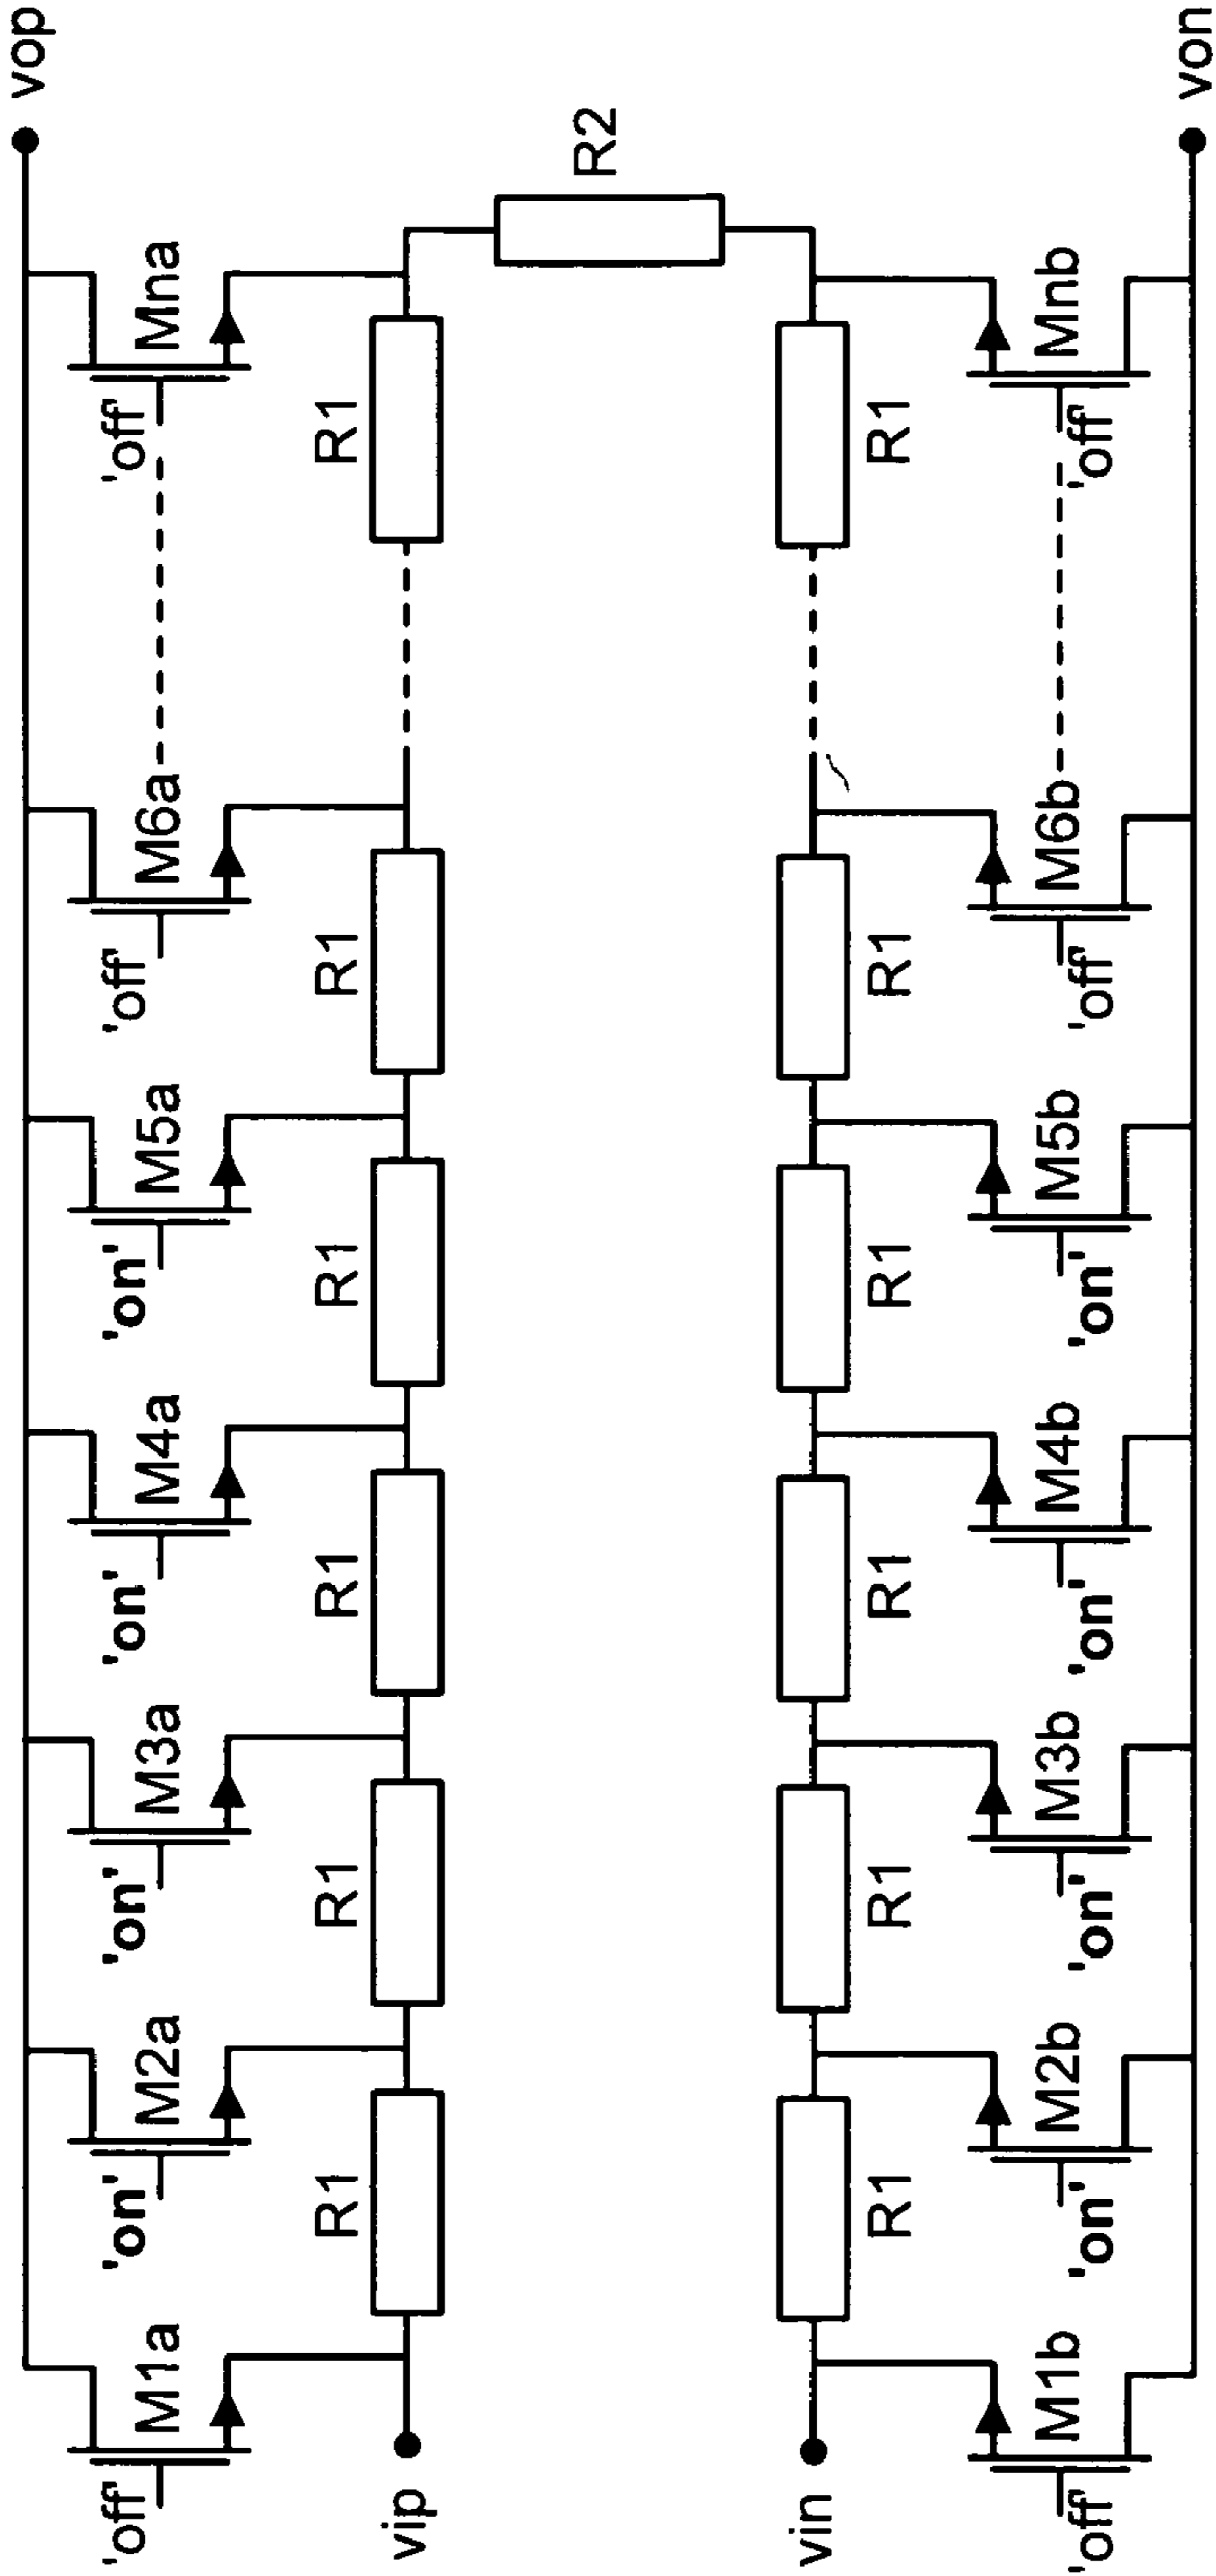 vop
'off' 'on' 'on' 'on' 'on' 'off' 'off'
M1a M2a M3a M4a M5a M6a Mna
R1 R1 R1 R1 R1 R1
vip
R2
vin
R1 R1 R1 R1 R1 R1
M1b M2b M3b M4b M5b M6b Mnb
'off' 'on' 'on' 'on' 'on' 'off' 'off'
von